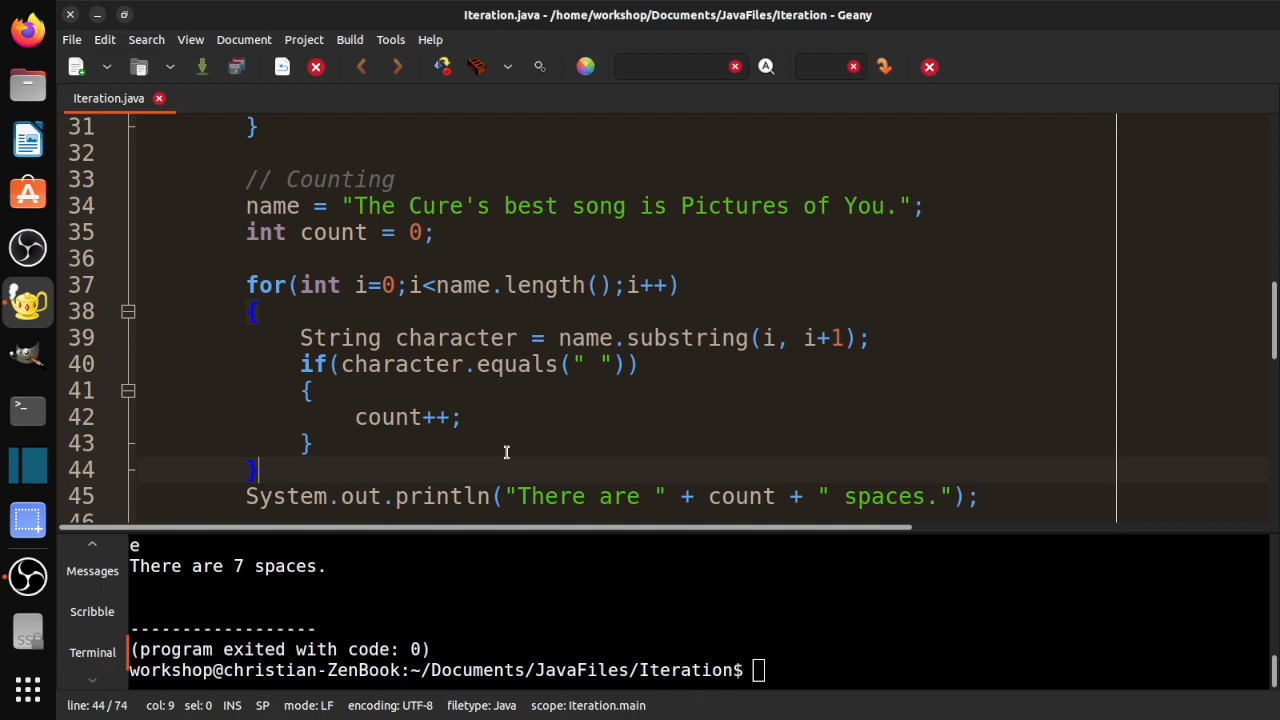 Iteration.java - /home/workshop/Documents/JavaFiles/Iteration - Geany
File Edit Search View Document Project Build Tools Help
Iteration.java
31 }
32
33 // Counting
34 name = "The Cure's best song is Pictures of You.";
35 int count = 0;
36
37 for(int i=0;i<name.length();i++)
38 {
39 String character = name.substring(i, i+1);
40 if(character.equals(" "))
41 {
42 count++;
43 }
44 }
45 System.out.println("There are " + count + " spaces.");
46
e
There are 7 spaces.
Messages
Scribble
Terminal
------------------
(program exited with code: 0)
workshop@christian-ZenBook:~/Documents/JavaFiles/Iteration$
line: 44 / 74 col: 9 sel: 0 INS SP mode: LF encoding: UTF-8 filetype: Java scope: Iteration.main